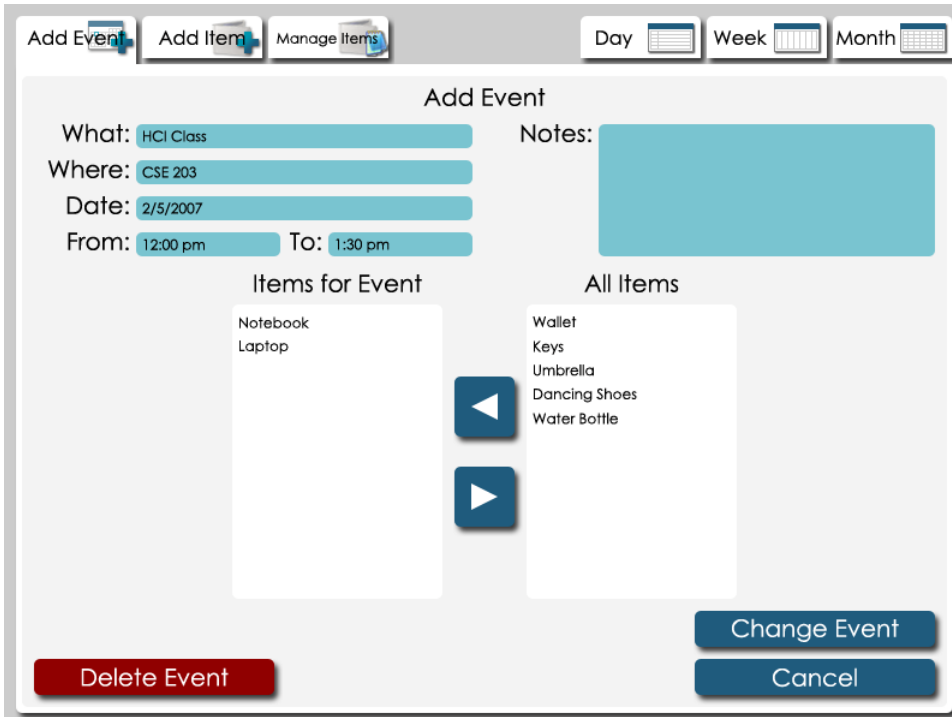 Add Event Add Item Manage Items Day Week Month
Add Event
What: HCI Class
Notes:
Where: CSE 203
Date: 2/5/2007
From: 12:00 pm To: 1:30 pm
Items for Event
Notebook
Laptop
All Items
Wallet
Keys
Umbrella
Dancing Shoes
Water Bottle
Change Event
Delete Event
Cancel